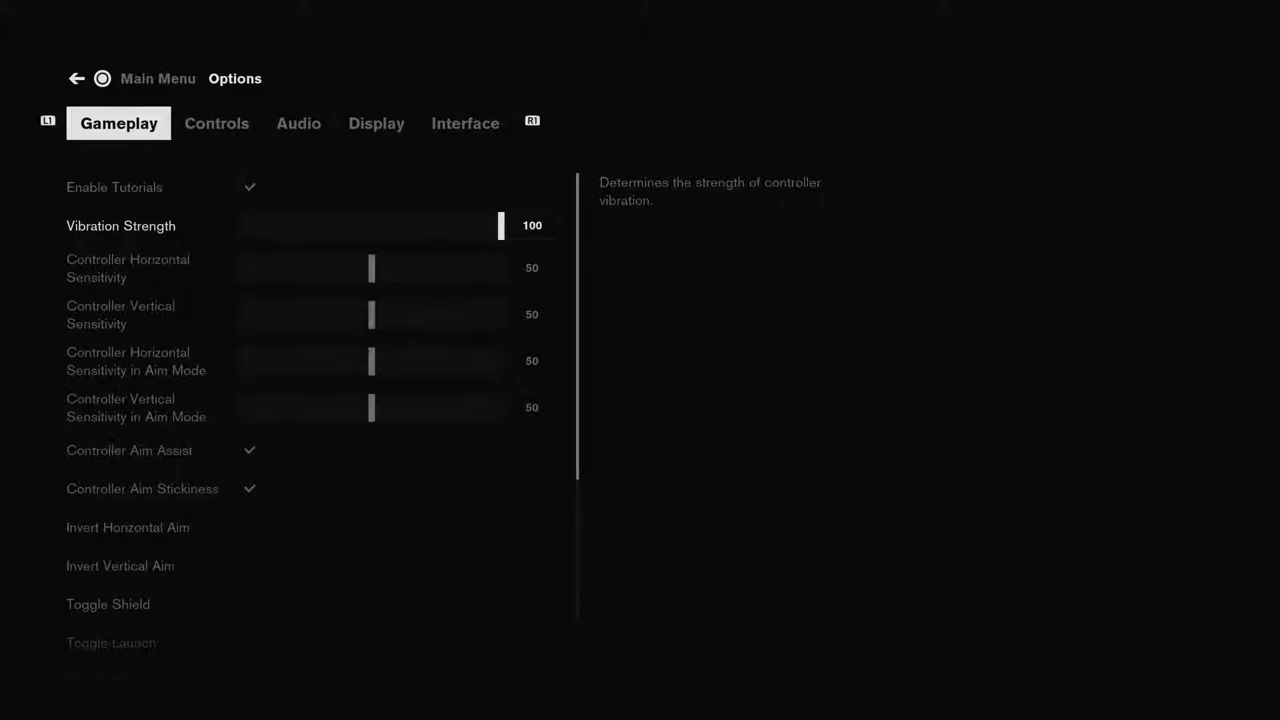 Main Menu Options
L1 Gameplay Controls Audio Display Interface R1
Enable Tutorials
Determines the strength of controller
vibration.
Vibration Strength 100
Controller Horizontal
Sensitivity 50
Controller Vertical
Sensitivity 50
Controller Horizontal
Sensitivity in Aim Mode 50
Controller Vertical
Sensitivity in Aim Mode 50
Controller Aim Assist
Controller Aim Stickiness
Invert Horizontal Aim
Invert Vertical Aim
Toggle Shield
Toggle Launch